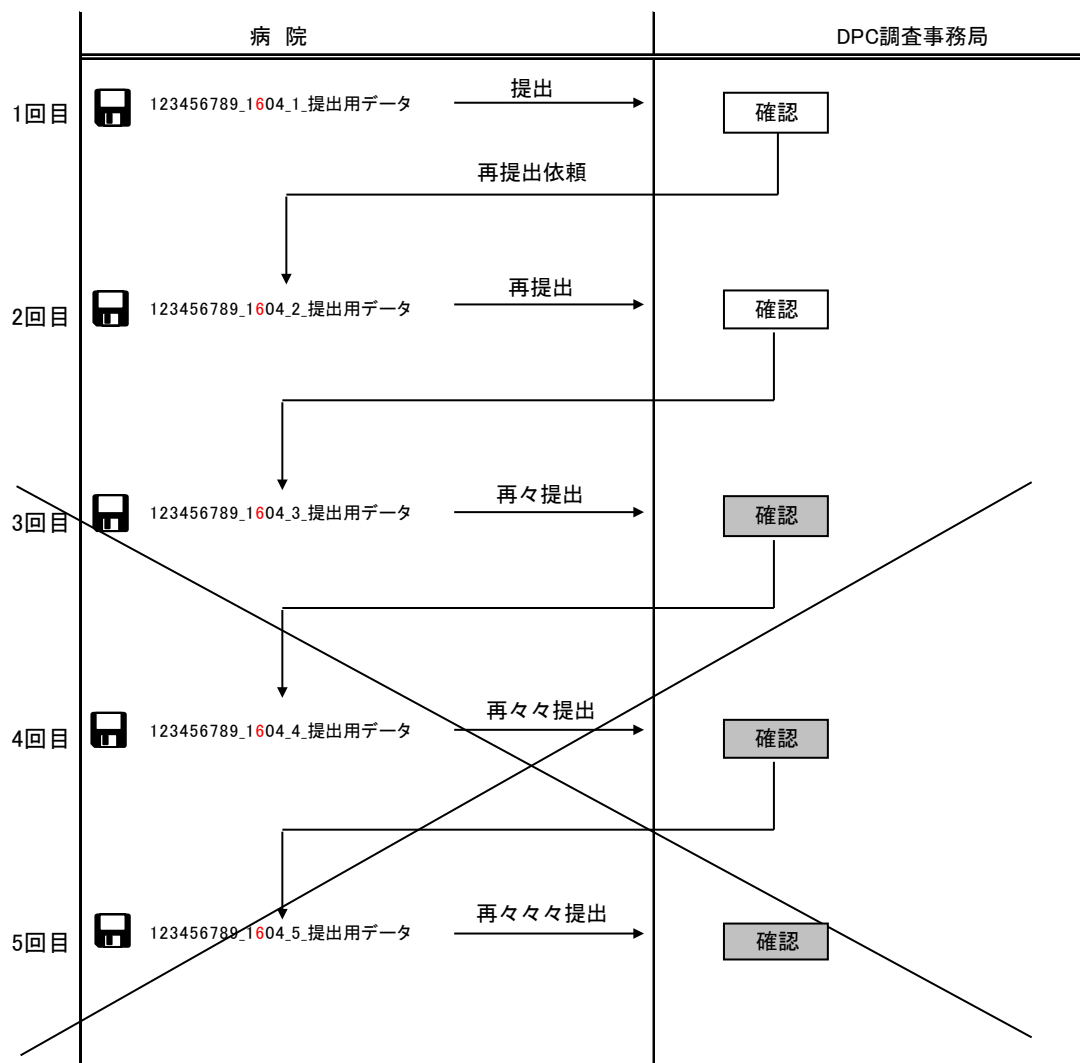 病 院
DPC調査事務局
1回目
123456789_1604_1_提出用データ
提出
確認
再提出依頼
2回目
123456789_1604_2_提出用データ
再提出
確認
3回目
123456789_1604_3_提出用データ
再々提出
確認
4回目
123456789_1604_4_提出用データ
再々々提出
確認
5回目
123456789_1604_5_提出用データ
再々々々提出
確認